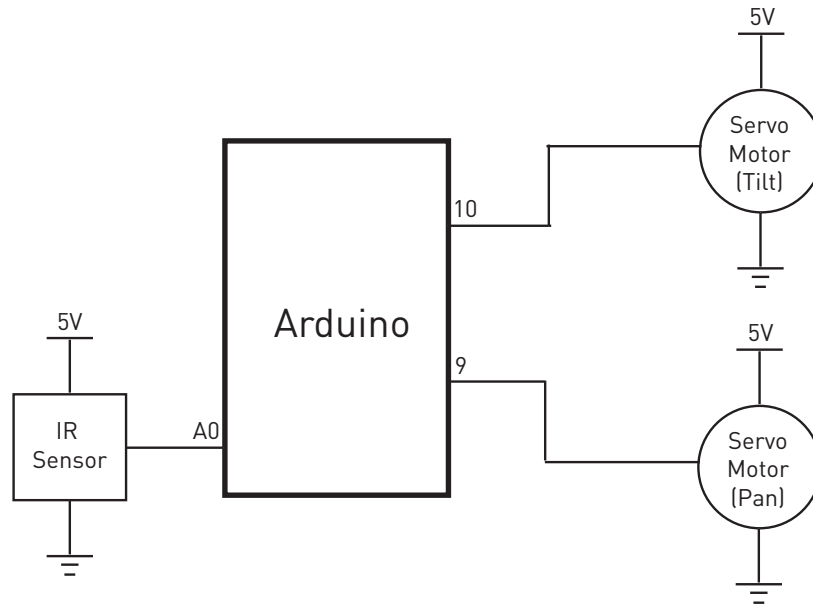 5V
Servo
Motor
(Tilt)
10
Arduino
5V
IR
Sensor
A0
9
5V
Servo
Motor
(Pan)